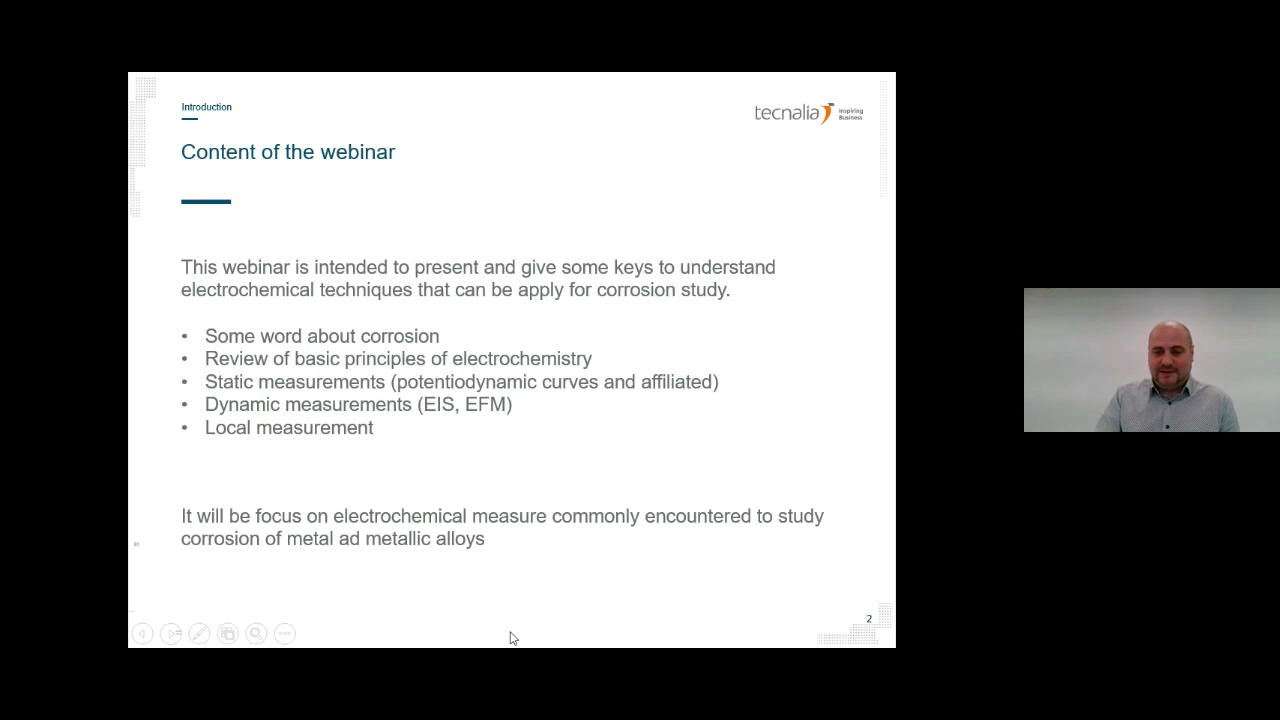 Introduction
tecnalia Inspiring Business
Content of the webinar
This webinar is intended to present and give some keys to understand
electrochemical techniques that can be apply for corrosion study.
• Some word about corrosion
• Review of basic principles of electrochemistry
• Static measurements (potentiodynamic curves and affiliated)
• Dynamic measurements (EIS, EFM)
• Local measurement
It will be focus on electrochemical measure commonly encountered to study
corrosion of metal ad metallic alloys
2